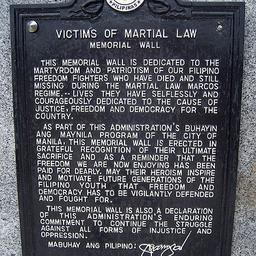 PILIPINAS
VICTIMS OF MARTIAL LAW
MEMORIAL WALL
THIS MEMORIAL WALL IS DEDICATED TO THE
MARTYRDOM AND PATRIOTISM OF OUR FILIPINO
FREEDOM FIGHTERS WHO HAVE DIED AND STILL
MISSING DURING THE MARTIAL LAW MARCOS
REGIME. LIVES THEY HAVE SELFLESSLY AND
COURAGEOUSLY DEDICATED TO THE CAUSE OF
JUSTICE, FREEDOM AND DEMOCRACY FOR THE
COUNTRY.
AS PART OF THIS ADMINISTRATION'S BUHAYIN
ANG MAYNILA PROGRAM OF THE CITY OF
MANILA, THIS MEMORIAL WALL IS ERECTED IN
GRATEFUL RECOGNITION OF THEIR ULTIMATE
SACRIFICE AND AS A REMINDER THAT THE
FREEDOM WE ARE NOW ENJOYING HAS BEEN
PAID FOR DEARLY. MAY THEIR HEROISM INSPIRE
AND MOTIVATE FUTURE GENERATIONS OF THE
FILIPINO YOUTH THAT FREEDOM AND
DEMOCRACY HAS TO BE VIGILANTLY DEFENDED
AND FOUGHT FOR.
THIS MEMORIAL WALL IS ALSO A DECLARATION
OF THIS ADMINISTRATION'S ENDURING
COMMITMENT TO CONTINUE THE STRUGGLE
AGAINST ALL FORMS OF INJUSTICE AND
OPPRESSION.
MABUHAY ANG PILIPINO: